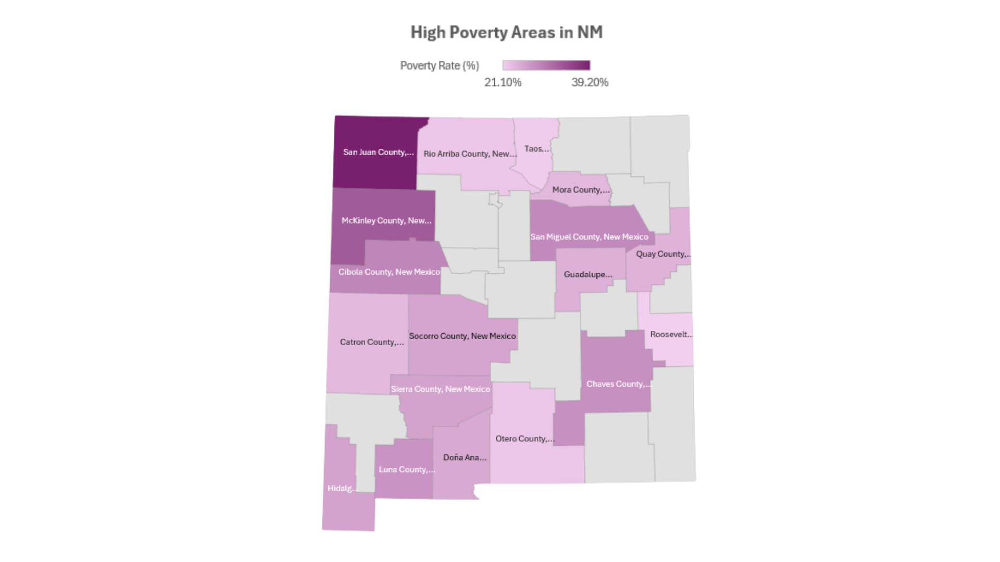 High Poverty Areas in NM
Poverty Rate (%)
21.10% 39.20%
San Juan County,...
Rio Arriba County, New...
Taos...
Mora County,...
McKinley County, New...
San Miguel County, New Mexico
Quay County,...
Cibola County, New Mexico
Guadalupe...
Catron County,...
Socorro County, New Mexico
Roosevelt...
Sierra County, New Mexico
Chaves County,...
Otero County,...
Doña Ana...
Luna County,...
Hidalg...